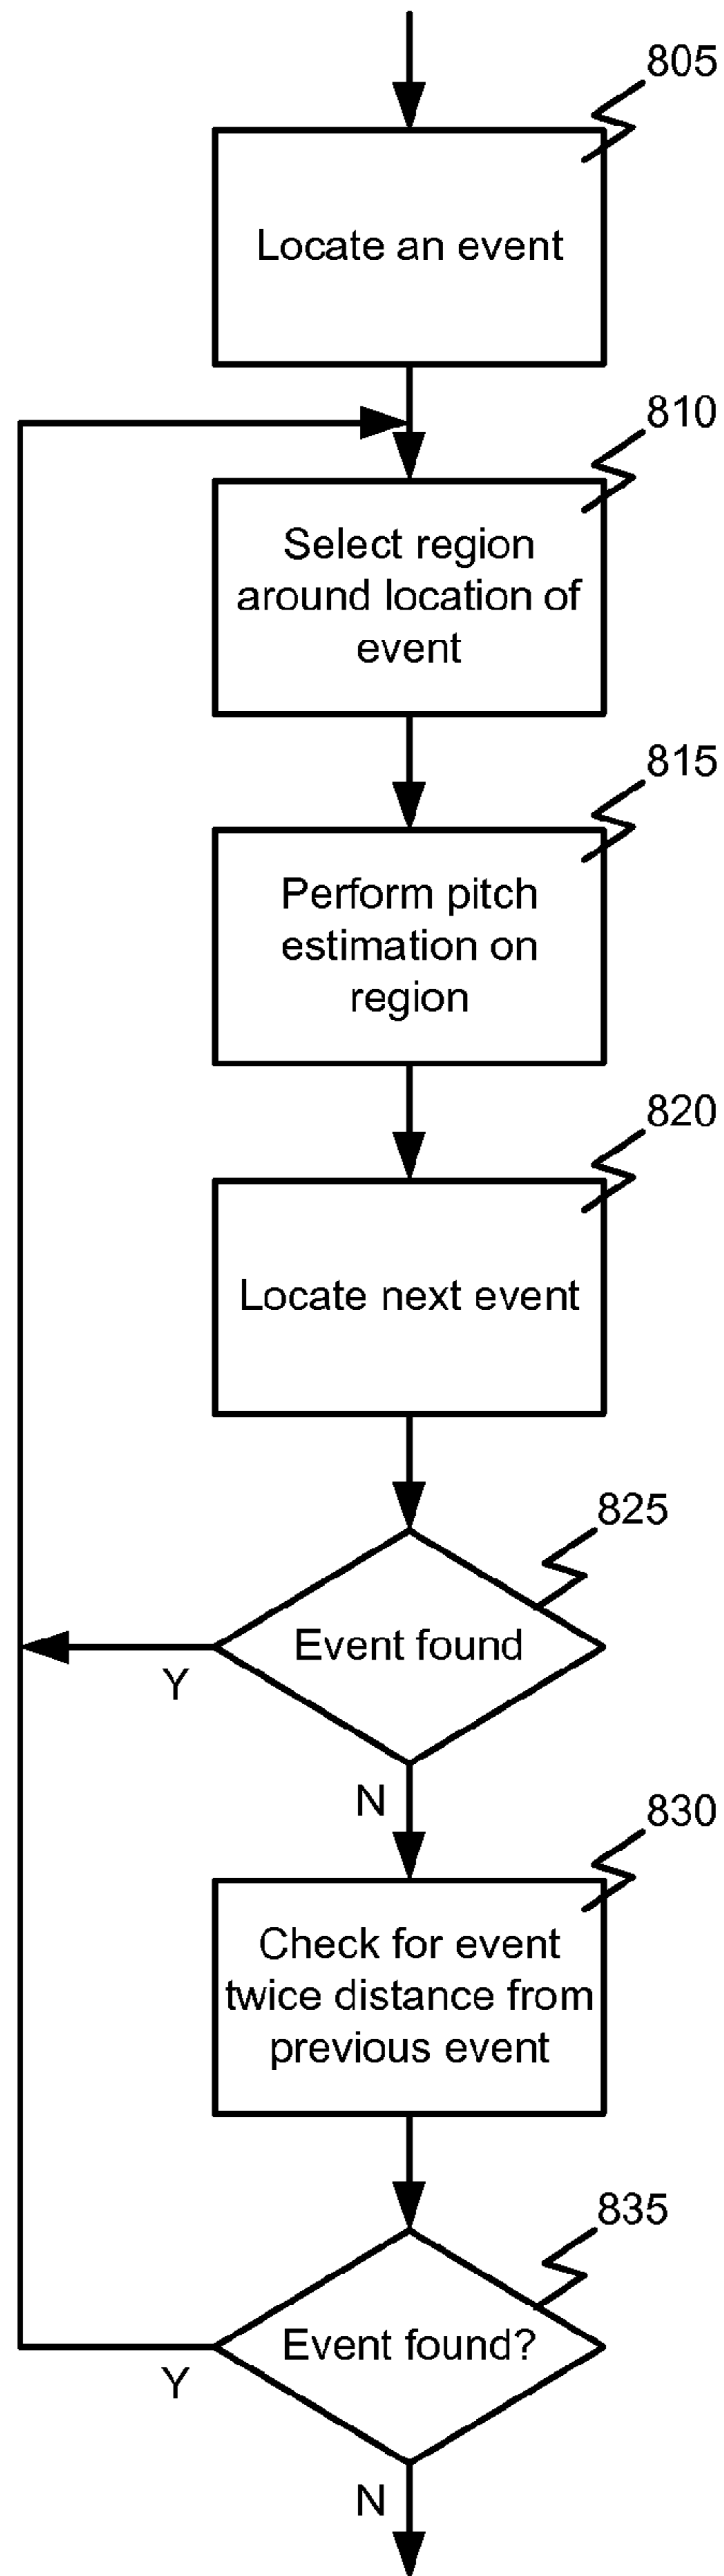 805
Locate an event
810
Select region
around location of
event
815
Perform pitch
estimation on
region
820
Locate next event
825
Event found
Y
N
830
Check for event
twice distance from
previous event
835
Event found?
Y
N